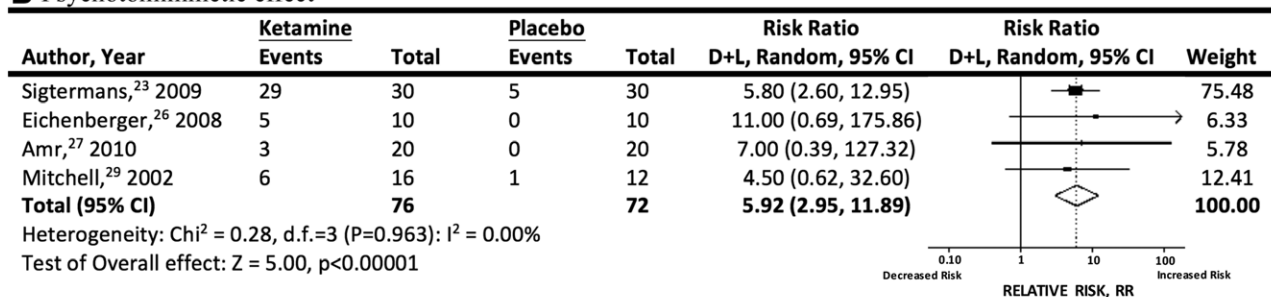 B Psychotomimetic effect
Ketamine Placebo Risk Ratio Risk Ratio
Author, Year Events Total Events Total D+L, Random, 95% CI D+L, Random, 95% CI Weight
Sigtermans,23 2009 29 30 5 30 5.80 (2.60, 12.95) 75.48
Eichenberger,26 2008 5 10 0 10 11.00 (0.69, 175.86) 6.33
Amr,27 2010 3 20 0 20 7.00 (0.39, 127.32) 5.78
Mitchell,29 2002 6 16 1 12 4.50 (0.62, 32.60) 12.41
Total (95% CI) 76 72 5.92 (2.95, 11.89) 100.00
Heterogeneity: Chi2 = 0.28, d.f.=3 (P=0.963): I2 = 0.00%
Test of Overall effect: Z = 5.00, p<0.00001
0.10 1 10 100
Decreased Risk Increased Risk
RELATIVE RISK, RR